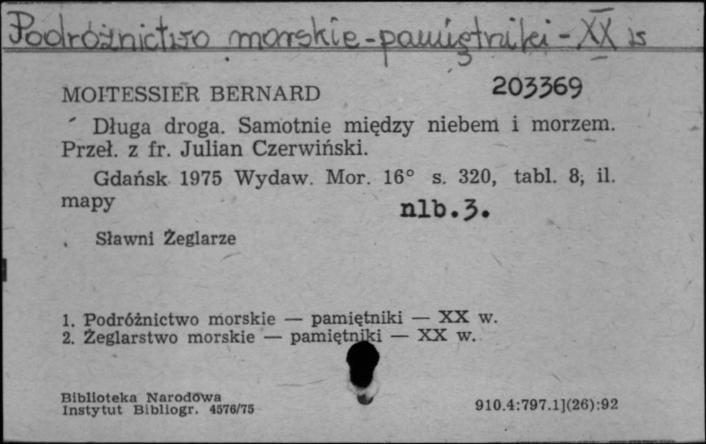 Podróżnictwo morskie - pamiętniki - XX
MOITESSIER BERNARD 203369
Długa droga. Samotnie między niebem i morzem.
Przeł. z fr. Julian Czerwiński.
Gdańsk 1975 Wydaw. Mor. 16° s. 320, tabl. 8, il.
mapy nlb.3.
Sławni Żeglarze
1. Podróżnictwo morskie — pamiętniki — XX w.
2. Żeglarstwo morskie — pamiętniki — XX w.
Biblioteka Narodowa
Instytut Bibliogr. 4576/75 910.4:797.1](26):92